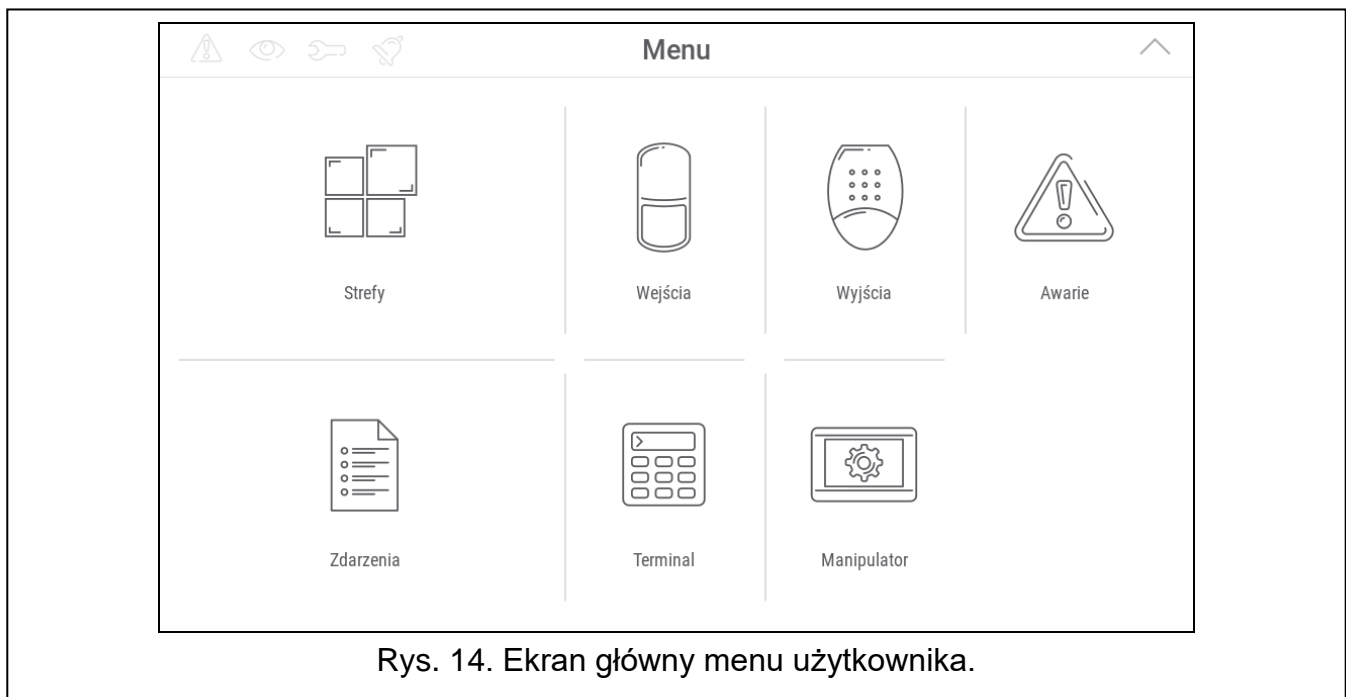 Menu
Strefy
Wejścia
Wyjścia
Awarie
Zdarzenia
Terminal
Manipulator
Rys. 14. Ekran główny menu użytkownika.